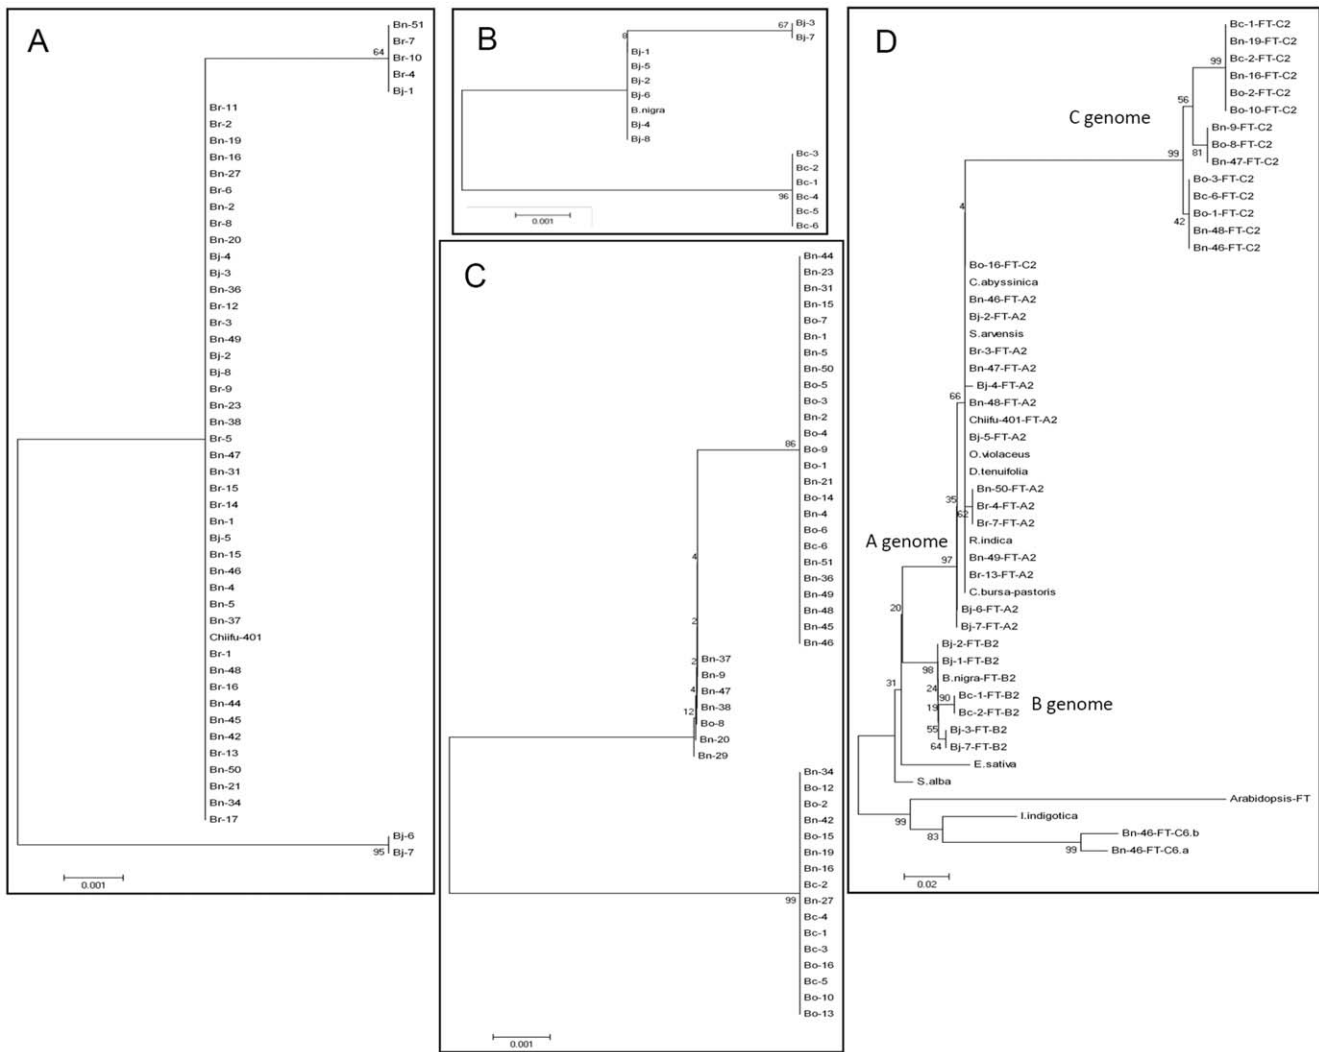 A
64
Bn-51
Br-7
Br-10
Br-4
Bj-1
Br-11
Br-2
Bn-19
Bn-16
Bn-27
Br-6
Bn-2
Br-8
Bn-20
Bj-4
Bj-3
Bn-36
Br-12
Br-3
Bn-49
Bj-2
Bj-8
Br-9
Bn-23
Bn-38
Br-5
Bn-47
Bn-31
Br-15
Br-14
Bn-1
Bj-5
Bn-15
Bn-46
Bn-4
Bn-5
Bn-37
Chiifu-401
Br-1
Bn-48
Br-16
Bn-44
Bn-45
Bn-42
Br-13
Bn-50
Bn-21
Bn-34
Br-17
Bj-6
95
Bj-7
0.001
B
67
Bj-3
Bj-7
8
Bj-1
Bj-5
Bj-2
Bj-6
B.nigra
Bj-4
Bj-8
Bc-3
Bc-2
Bc-1
96
Bc-4
Bc-5
Bc-6
0.001
C
Bn-44
Bn-23
Bn-31
Bn-15
Bo-7
Bn-1
Bn-5
Bn-50
Bo-5
Bo-3
Bn-2
Bo-4
86
Bo-9
Bo-1
Bn-21
Bo-14
Bn-4
Bo-6
Bc-6
Bn-51
Bn-36
Bn-49
Bn-48
Bn-45
Bn-46
4
2
2
Bn-37
Bn-9
4
Bn-47
Bn-38
12
Bo-8
Bn-20
Bn-29
Bn-34
Bo-12
Bo-2
Bn-42
Bo-15
Bn-19
Bn-16
Bc-2
99
Bn-27
Bc-4
Bc-1
Bc-3
Bo-16
Bc-5
Bo-10
Bo-13
0.001
D
Bc-1-FT-C2
Bn-19-FT-C2
99
Bc-2-FT-C2
Bn-16-FT-C2
Bo-2-FT-C2
56
Bo-10-FT-C2
C genome
Bn-9-FT-C2
Bo-8-FT-C2
99
81
Bn-47-FT-C2
Bo-3-FT-C2
Bc-6-FT-C2
4
Bo-1-FT-C2
42
Bn-48-FT-C2
Bn-46-FT-C2
Bo-16-FT-C2
C.abyssinica
Bn-46-FT-A2
Bj-2-FT-A2
S.arvensis
Br-3-FT-A2
Bn-47-FT-A2
Bj-4-FT-A2
66
Bn-48-FT-A2
Chiifu-401-FT-A2
Bj-5-FT-A2
O.violaceus
D.tenuifolia
Bn-50-FT-A2
35
Br-4-FT-A2
62
Br-7-FT-A2
R.indica
A genome
Bn-49-FT-A2
97
Br-13-FT-A2
C.bursa-pastoris
20
Bj-6-FT-A2
Bj-7-FT-A2
Bj-2-FT-B2
Bj-1-FT-B2
98
B.nigra-FT-B2
31
24
90
Bc-1-FT-B2
19
Bc-2-FT-B2
B genome
55
Bj-3-FT-B2
64
Bj-7-FT-B2
E.sativa
S.alba
Arabidopsis-FT
99
I.indigotica
83
Bn-46-FT-C6.b
99
Bn-46-FT-C6.a
0.02